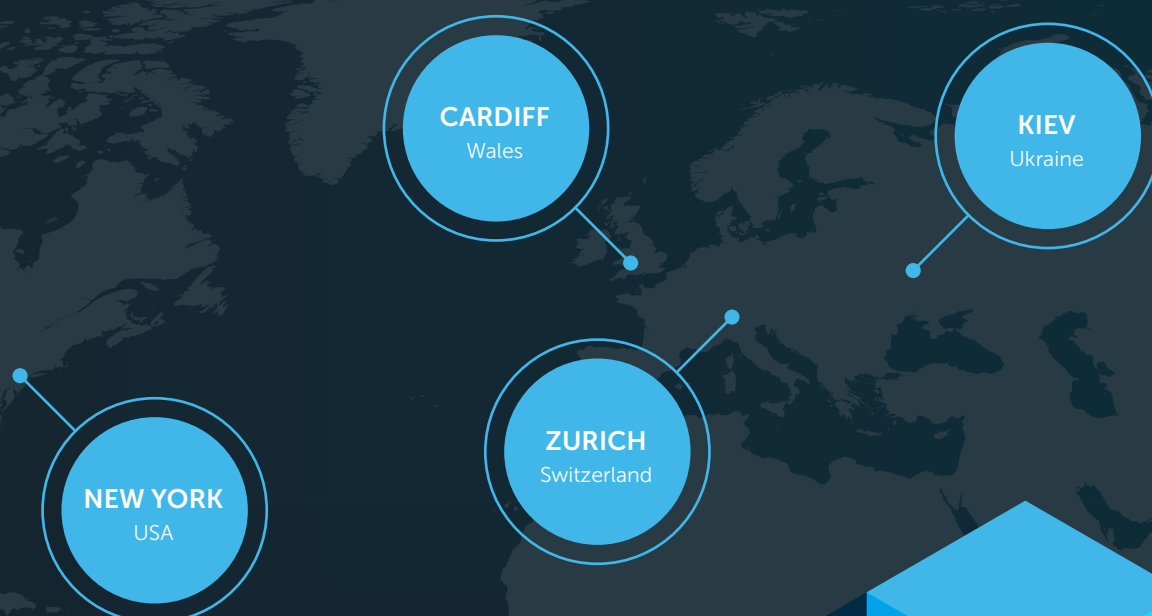 CARDIFF
Wales
KIEV
Ukraine
ZURICH
Switzerland
NEW YORK
USA